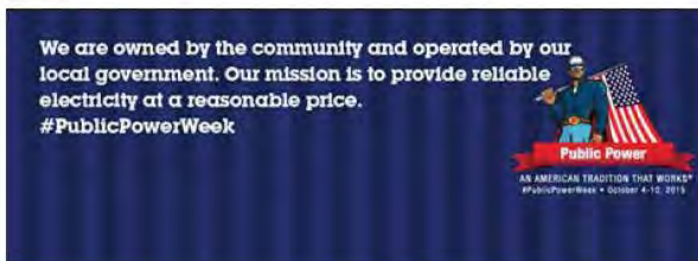 We are owned by the community and operated by our
local government. Our mission is to provide reliable
electricity at a reasonable price.
#PublicPowerWeek
Public Power
AN AMERICAN TRADITION THAT WORKS®
#PublicPowerWeek • October 4-10, 2015